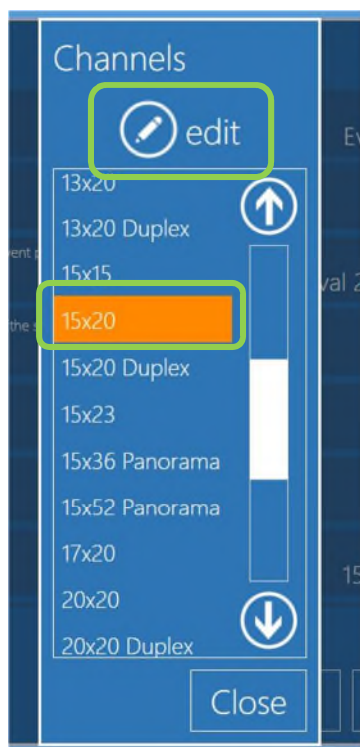 Channels
edit
13x20
13x20 Duplex
15x15
15x20
15x20 Duplex
15x23
15x36 Panorama
15x52 Panorama
17x20
20x20
20x20 Duplex
Close